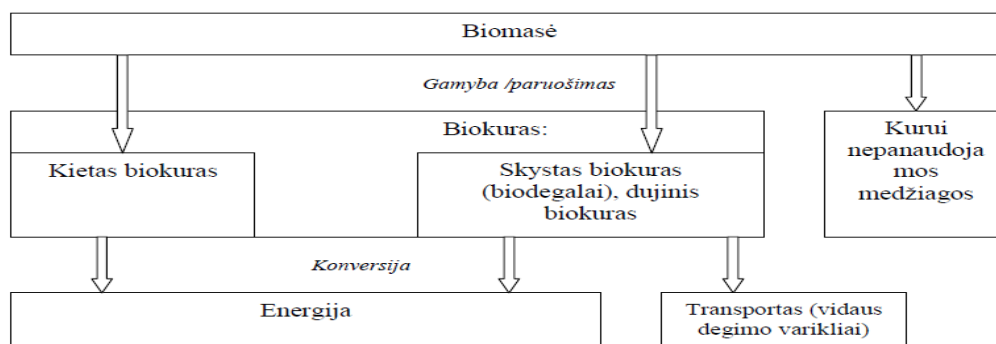 Biomasė
Gamyba /paruošimas
Biokuras:
Kietas biokuras
Skystas biokuras
(biodegalai), dujinis
biokuras
Kurui
nepanaudoja
mos
medžiagos
Konversija
Energija
Transportas (vidaus
degimo varikliai)